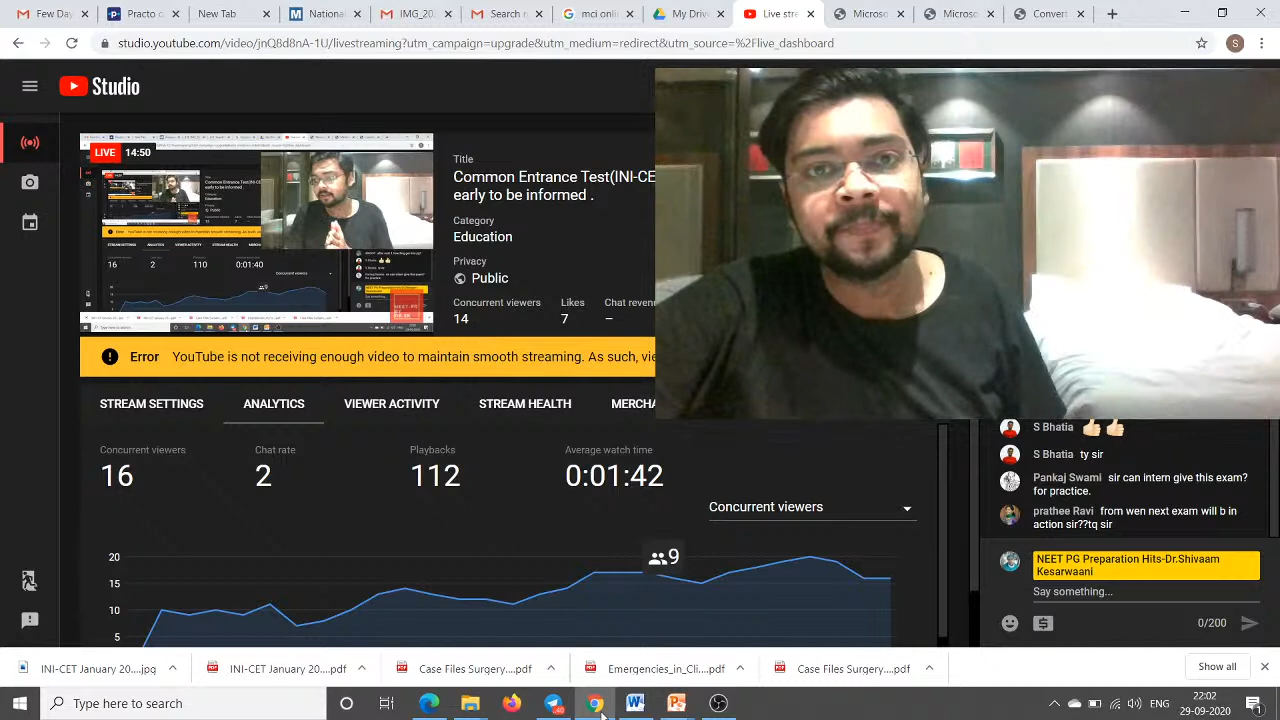 Few Day
Practo c
Untitled
National
IMG_20
Search r
mci onli
My Driv
Live stre
Microso
Microso
Convert
studio.youtube.com/video/jnQ8d8nA-1U/livestreaming?utm_campaign=upgrade&utm_medium=redirect&utm_source=%2Flive_dashboard
S
Studio
LIVE 14:50
Title
Common Entrance Test(INI-CE
early to be informed .
Category
Education
Privacy
Public
Concurrent viewers
14
Likes
7
Chat revenu
–
Error YouTube is not receiving enough video to maintain smooth streaming. As such, vie
STREAM SETTINGS
ANALYTICS
VIEWER ACTIVITY
STREAM HEALTH
MERCHA
Concurrent viewers
16
Chat rate
2
Playbacks
112
Average watch time
0:01:42
Concurrent viewers
9
20
15
10
5
S Bhatia
S Bhatia ty sir
Pankaj Swami sir can intern give this exam?
for practice.
prathee Ravi from wen next exam will b in
action sir??tq sir
NEET PG Preparation Hits-Dr.Shivaam
Kesarwaani
Say something...
0/200
INI-CET January 20....jpg
INI-CET January 20....pdf
Case Files Surgery....pdf
Emergences_in_Cli....pdf
Case Files Surgery....pdf
Show all
Type here to search
ENG
22:02
29-09-2020